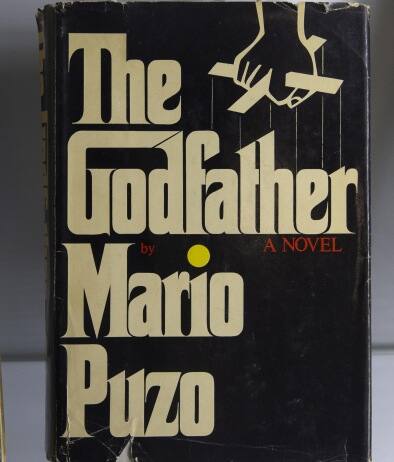 The
Godfather
by A NOVEL
Mario
Puzo